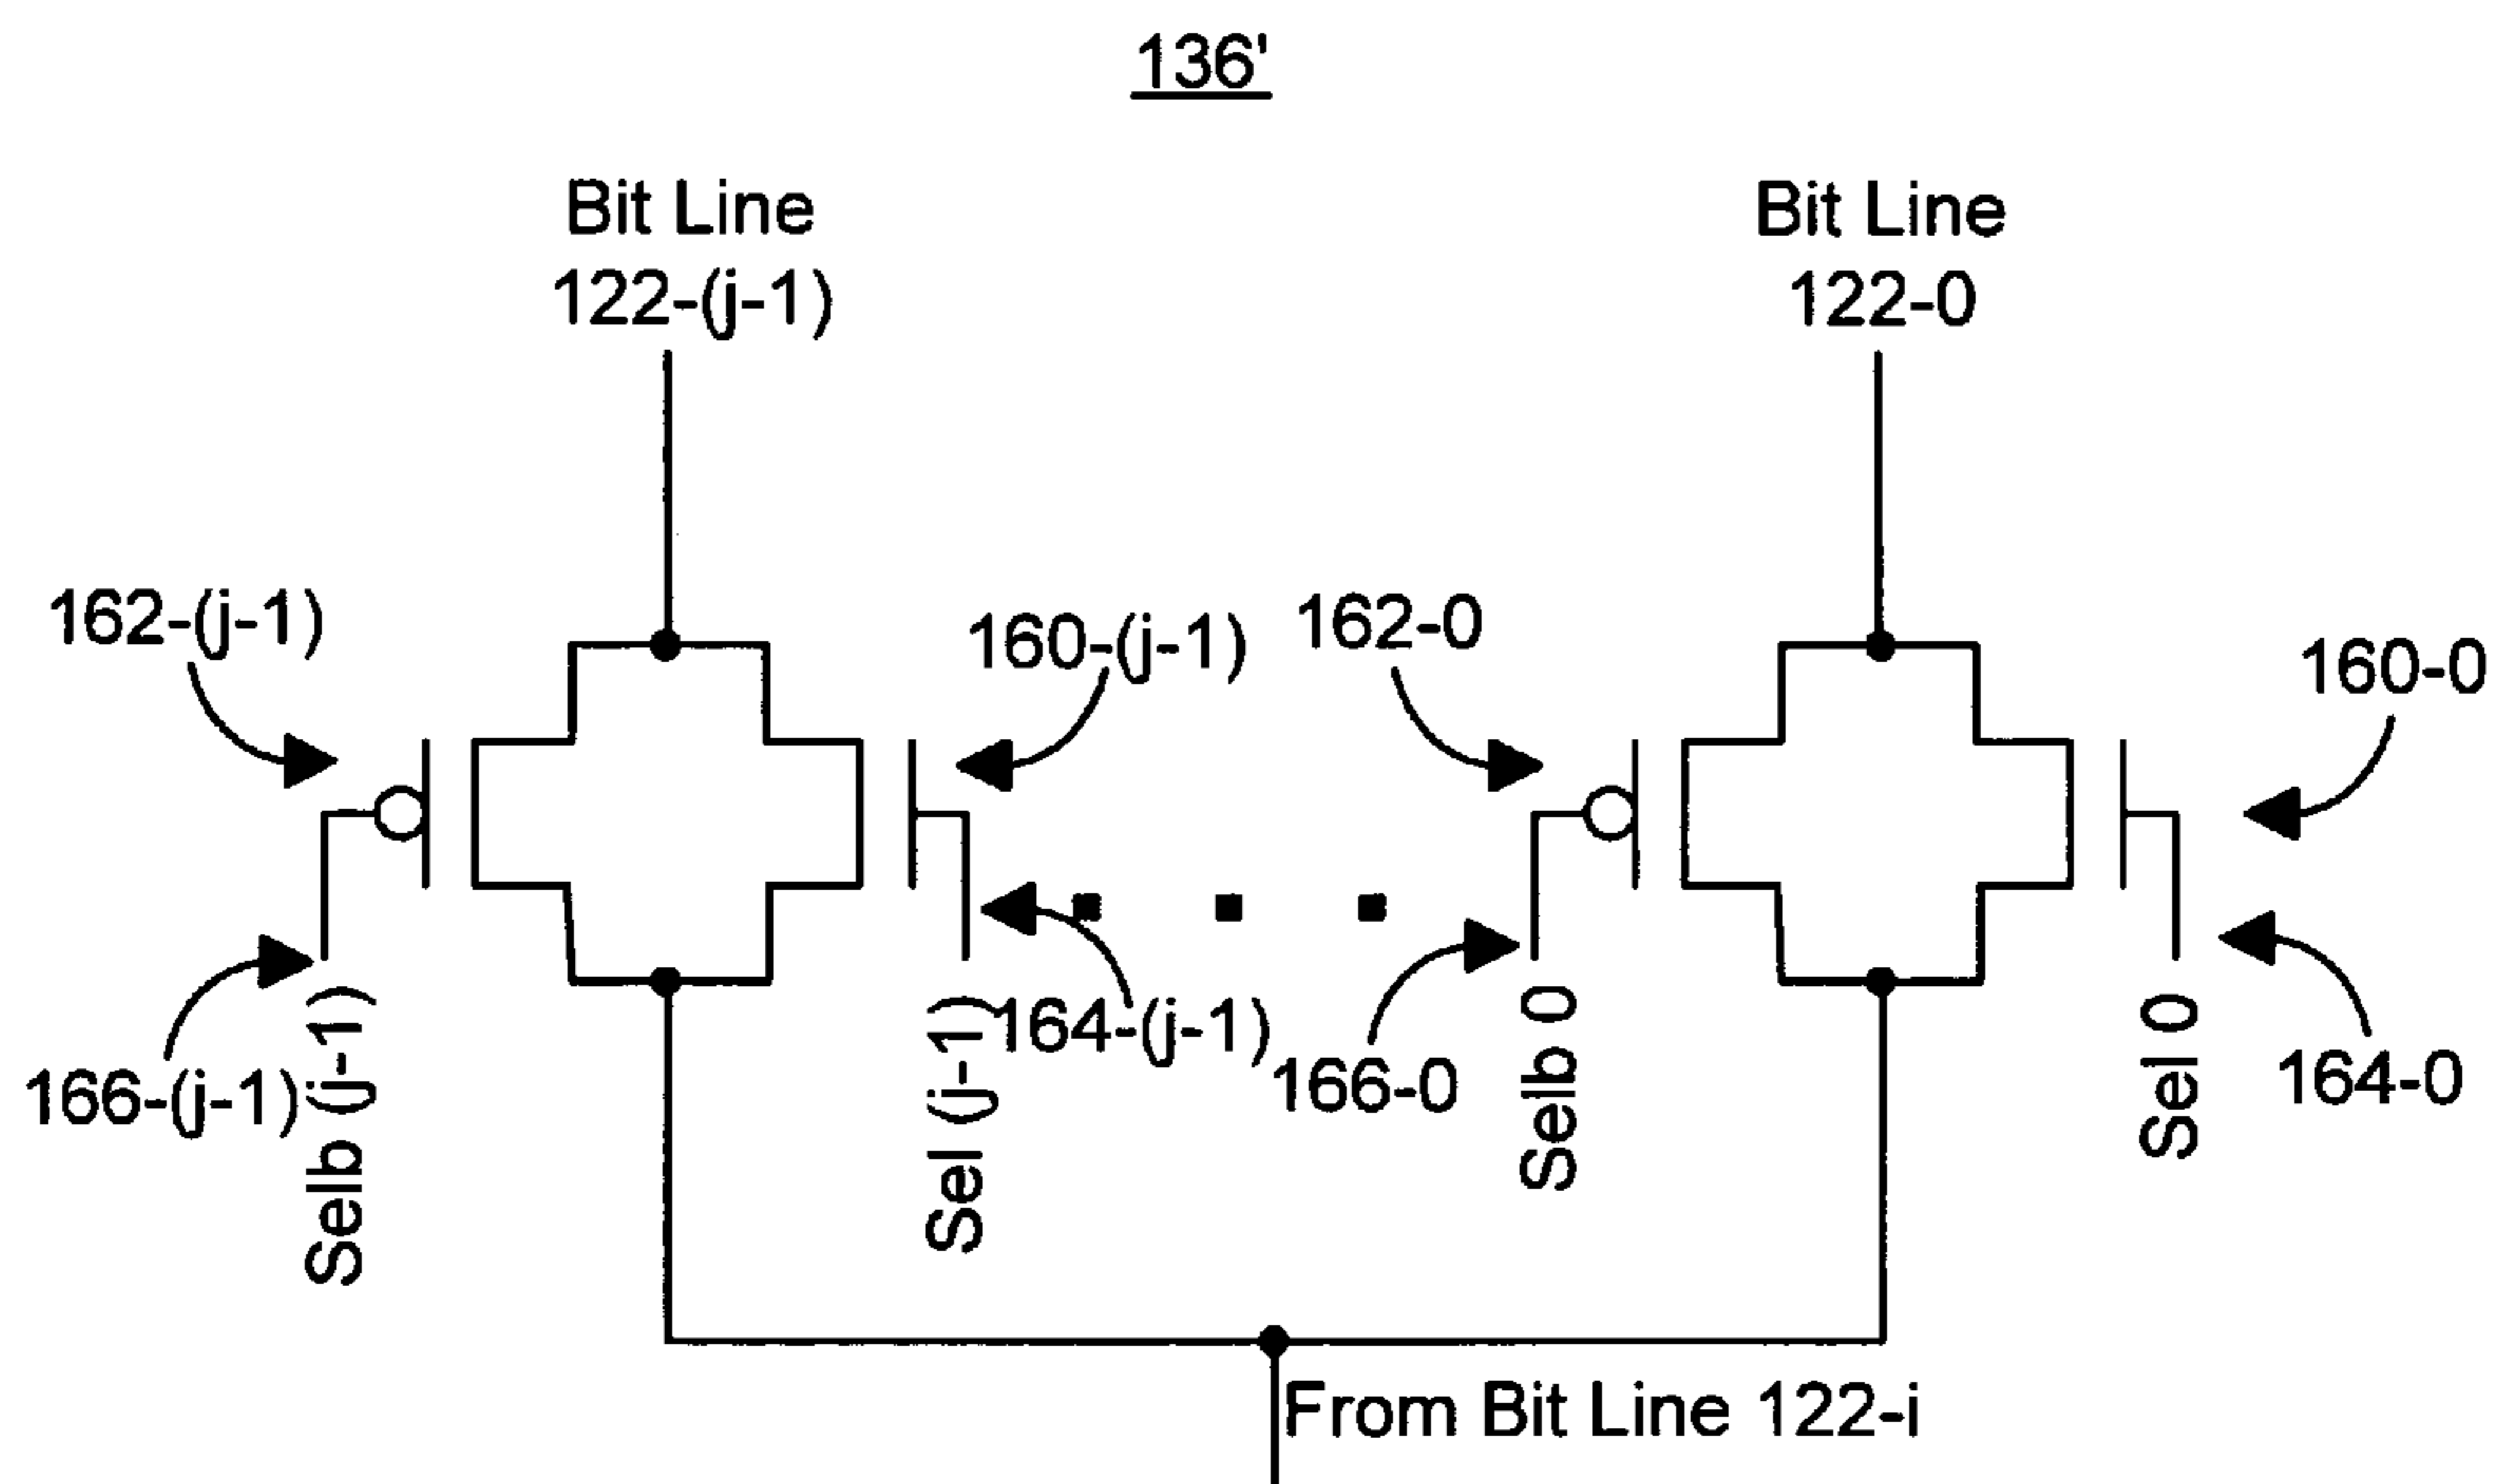 136'
Bit Line
122-(j-1)
Bit Line
122-0
162-(j-1)
160-(j-1)
162-0
160-0
166-(j-1)
Selb (j-1)
Sel (j-1)
164-(j-1)
166-0
Selb 0
Sel 0
164-0
From Bit Line 122-i